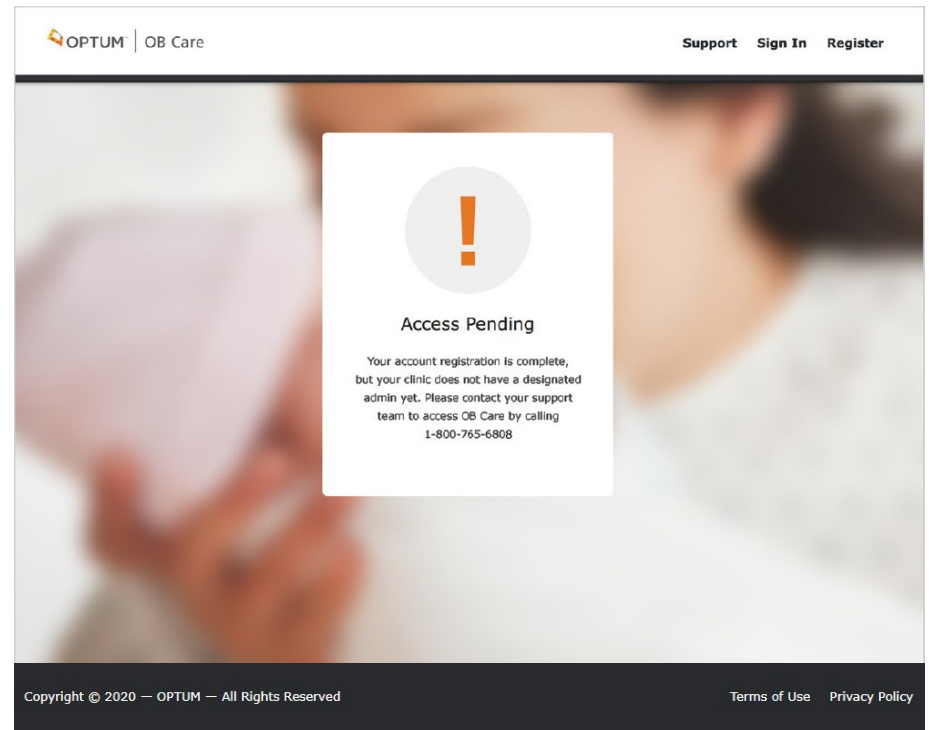 OPTUM™ | OB Care
Support Sign In Register
!
Access Pending
Your account registration is complete,
but your clinic does not have a designated
admin yet. Please contact your support
team to access OB Care by calling
1-800-765-6808
Copyright © 2020 — OPTUM — All Rights Reserved
Terms of Use Privacy Policy